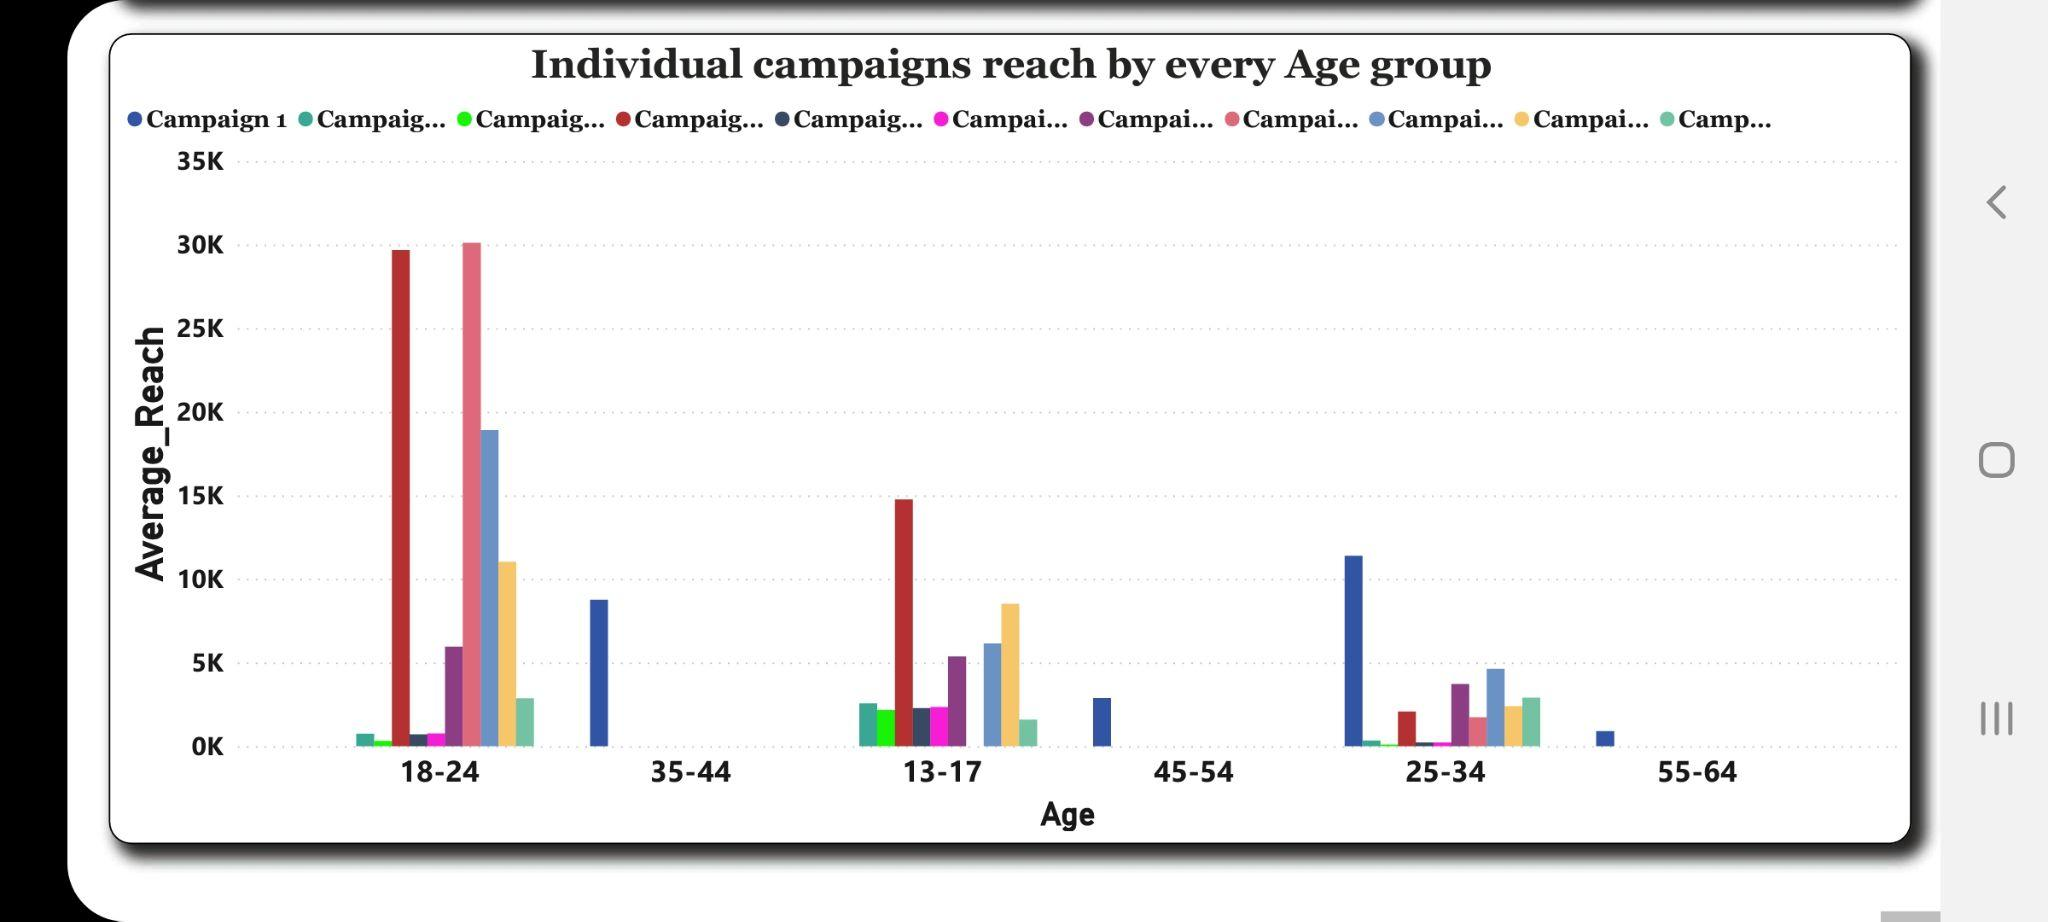 Individual campaigns reach by every Age group
Campaign 1 Campaig... Campaig... Campaig... Campaig... Campai... Campai... Campai... Campai... Campai... Camp...
35K
30K
25K
20K
15K
10K
5K
0K
Average_Reach
18-24 35-44 13-17 45-54 25-34 55-64
Age